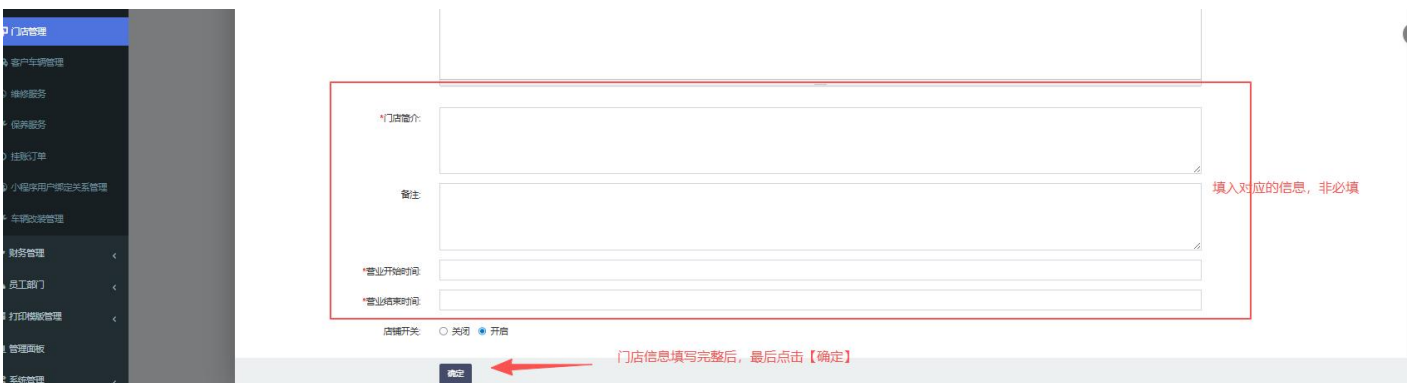 门店管理
客户车辆管理
维修服务
保养服务
挂账订单
小程序用户绑定关系管理
车辆改装管理
财务管理
员工部门
打印模版管理
管理面板
系统管理
*门店简介:
备注:
填入对应的信息，非必填
*营业开始时间:
*营业结束时间:
店铺开关: 关闭 开启
门店信息填写完整后，最后点击【确定】
确定